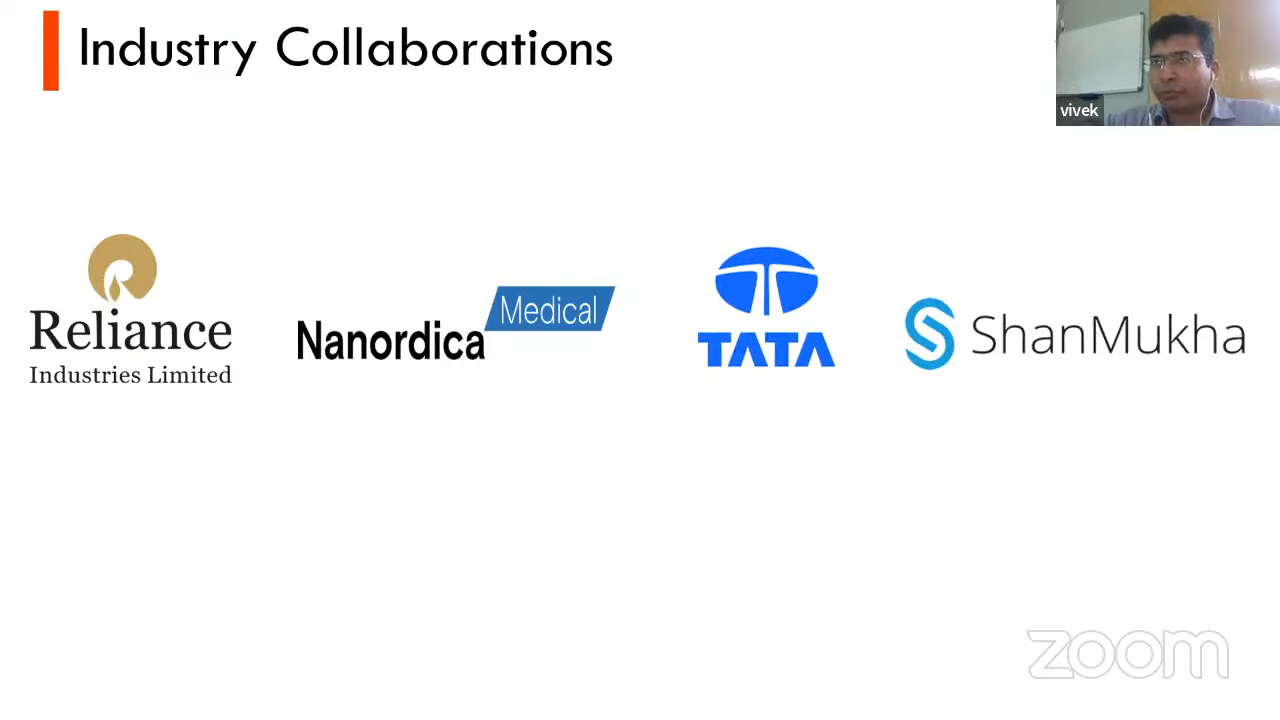 Industry Collaborations
vivek
Reliance
Industries Limited
Nanordica Medical
TATA
ShanMukha
zoom